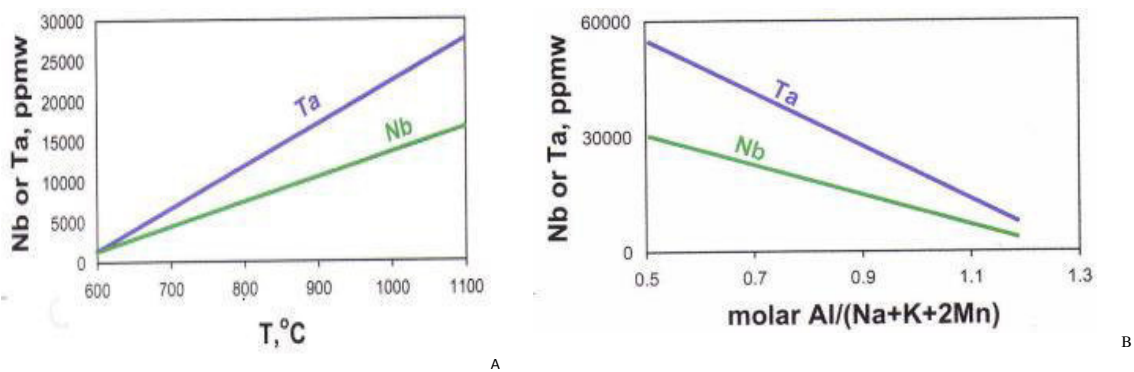 Nb or Ta, ppmw
30000
25000
20000
15000
10000
5000
0
Ta
Nb
600 700 800 900 1000 1100
T,°C
A
Nb or Ta, ppmw
60000
30000
0
Ta
Nb
0.5 0.7 0.9 1.1 1.3
molar Al/(Na+K+2Mn)
B